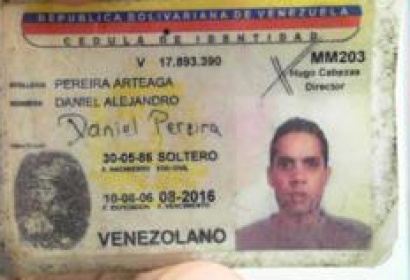 REPUBLICA BOLIVARIANA DE VENEZUELA
CEDULA DE IDENTIDAD
V 17.893.390
MM203
Hugo Cabezas
Director
APELLIDOS PEREIRA ARTEAGA
NOMBRES DANIEL ALEJANDRO
Daniel Pereira
30-05-86 SOLTERO
F. NACIMIENTO EDO CIVIL
10-06-06 08-2016
F. EXPEDICION F. VENCIMIENTO
VENEZOLANO